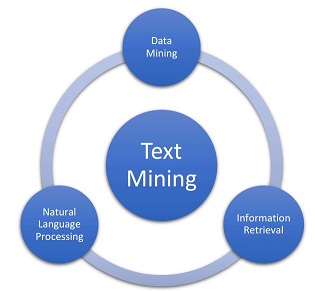 Data
Mining
Text
Mining
Natural
Language
Processing
Information
Retrieval